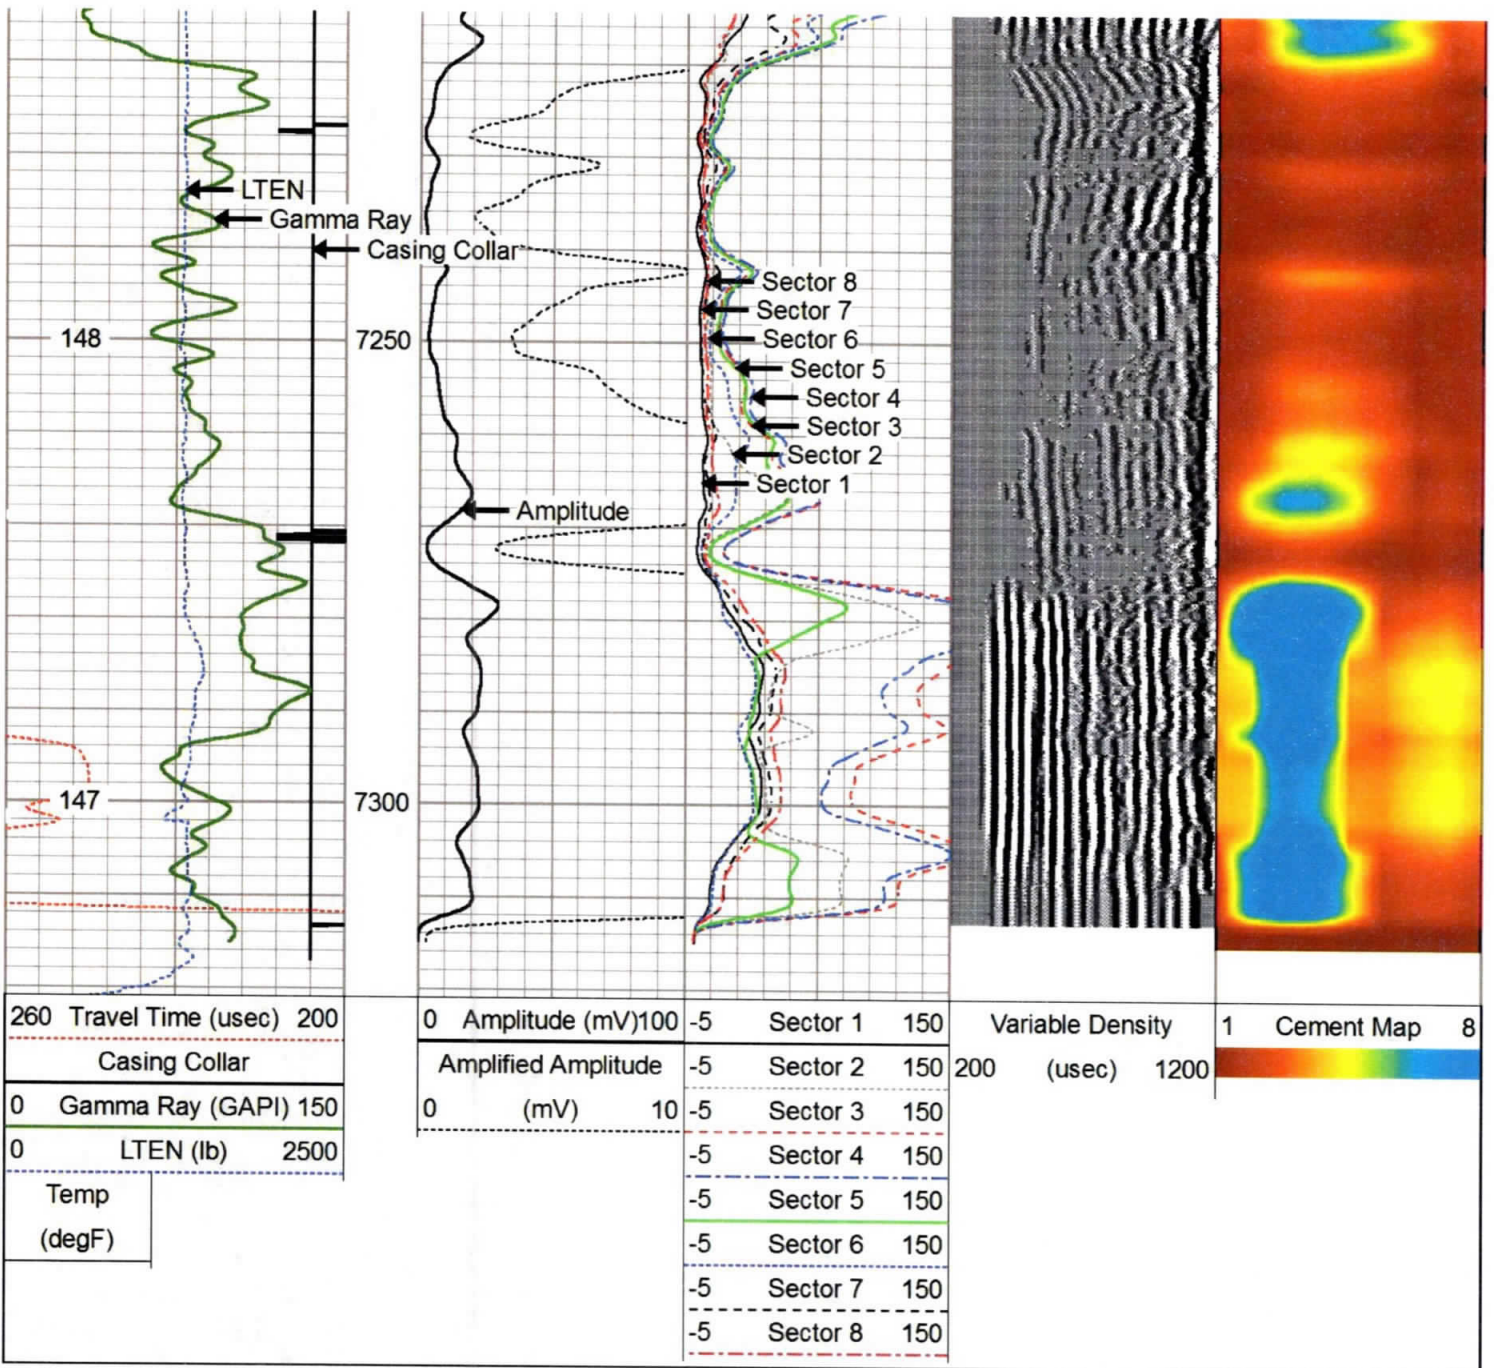 LTEN
Gamma Ray
Casing Collar
Sector 8
Sector 7
148
7250
Sector 6
Sector 5
Sector 4
Sector 3
Sector 2
Sector 1
Amplitude
147
7300
260 Travel Time (usec) 200
Casing Collar
0 Gamma Ray (GAPI) 150
0 LTEN (lb) 2500
Temp
(degF)
0 Amplitude (mV)100
Amplified Amplitude
0 (mV) 10
-5 Sector 1 150
-5 Sector 2 150
-5 Sector 3 150
-5 Sector 4 150
-5 Sector 5 150
-5 Sector 6 150
-5 Sector 7 150
-5 Sector 8 150
Variable Density
200 (usec) 1200
1 Cement Map 8